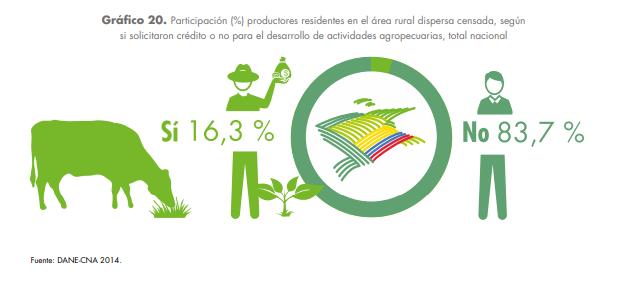 Gráfico 20. Participación (%) productores residentes en el área rural dispersa censada, según
si solicitaron crédito o no para el desarrollo de actividades agropecuarias, total nacional
Sí 16,3 %
No 83,7 %
$
Fuente: DANE-CNA 2014.